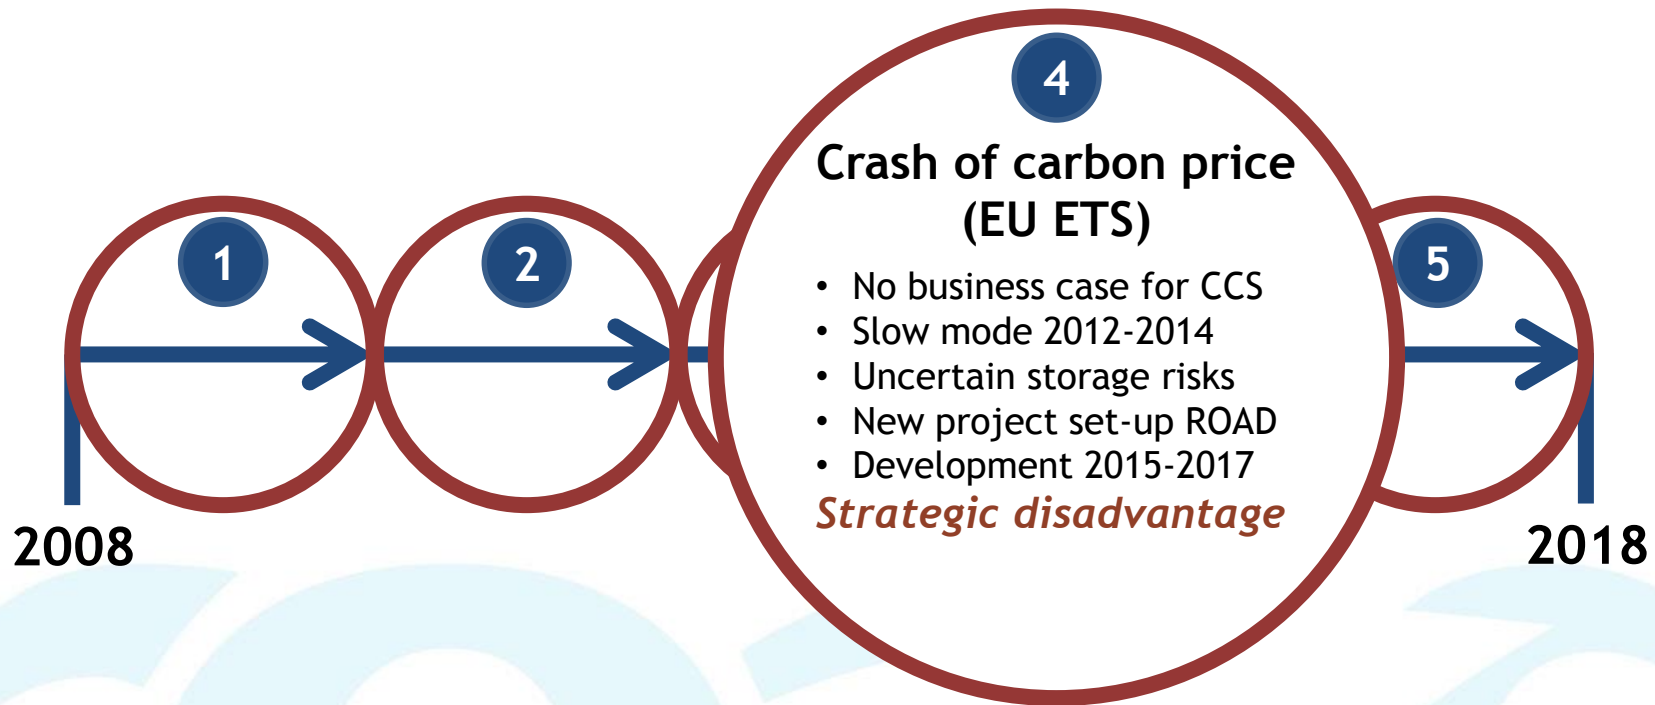 1
2
4
Crash of carbon price
(EU ETS)
• No business case for CCS
• Slow mode 2012-2014
• Uncertain storage risks
• New project set-up ROAD
• Development 2015-2017
Strategic disadvantage
5
2008
2018